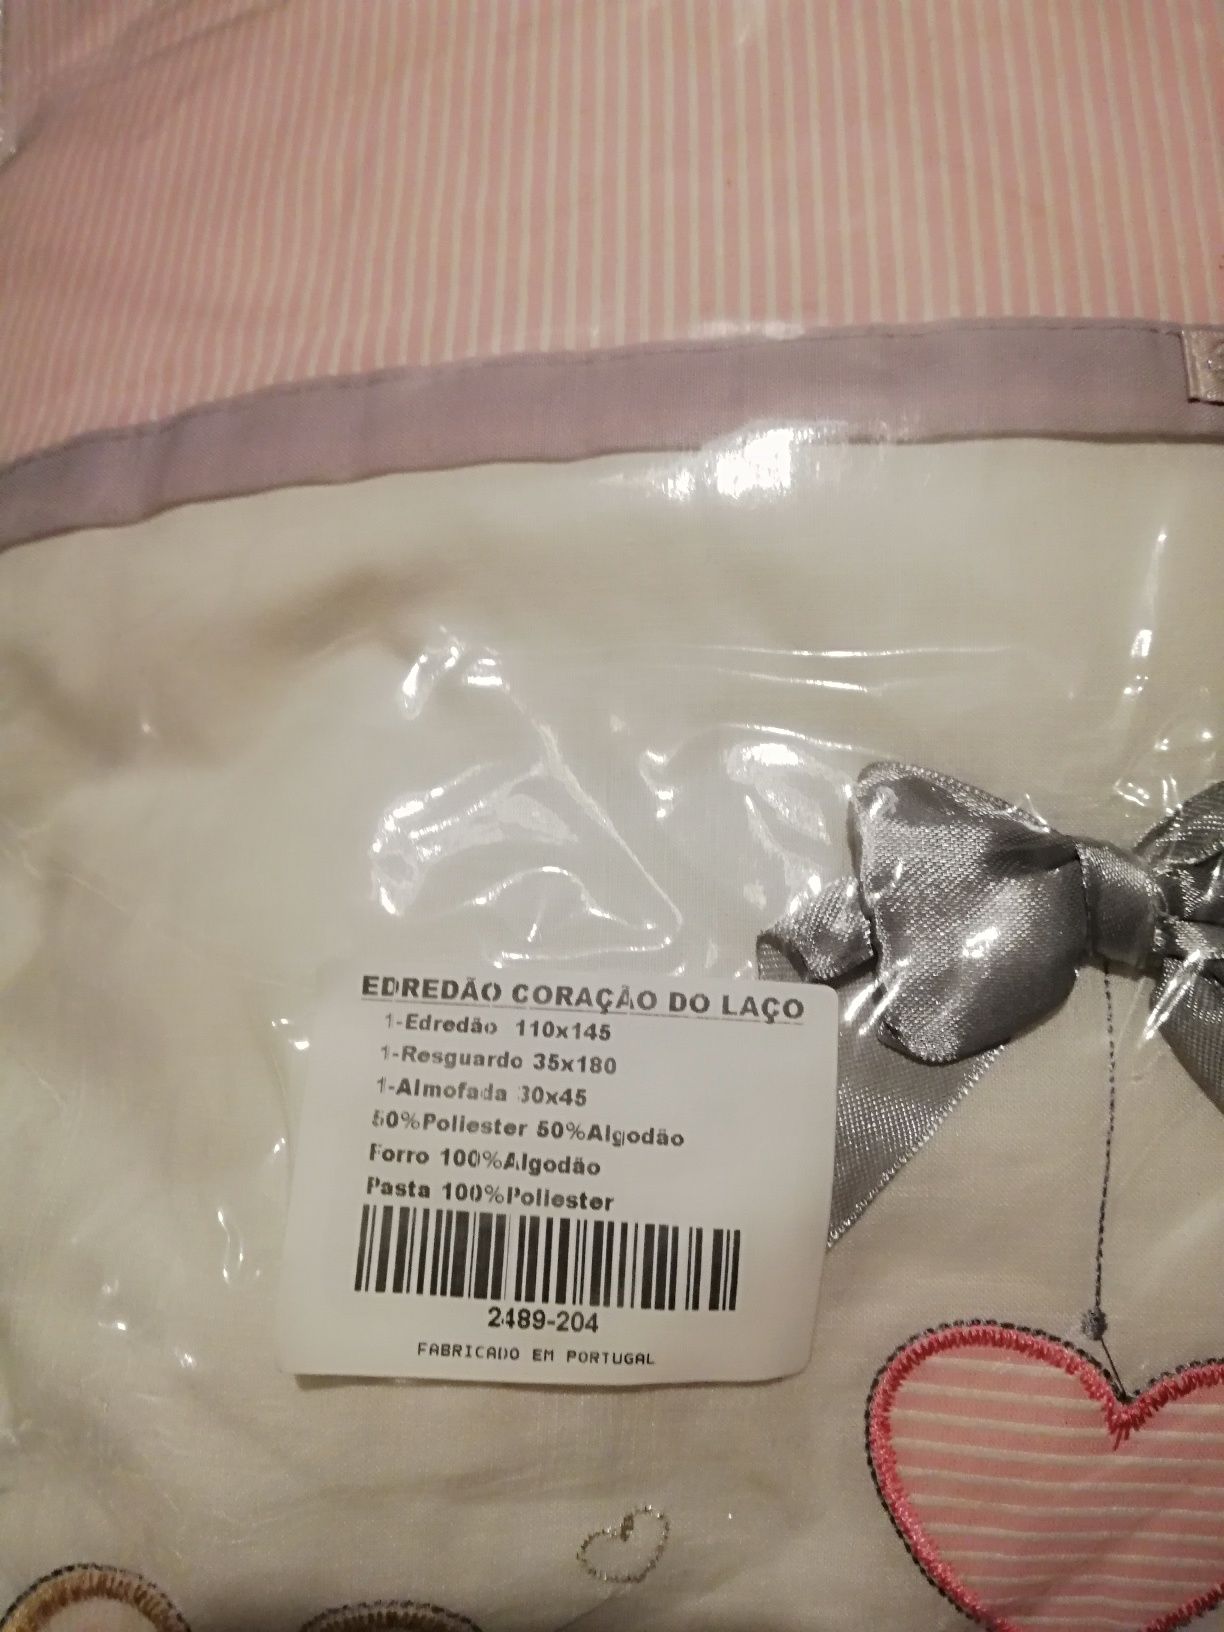 EDREDÃO CORAÇÃO DO LAÇO
1-Edredão 110x145
1-Resguardo 35x180
1-Almofada 30x45
50%Poliester 50%Algodão
Forro 100%Algodão
Pasta 100%Poliester
2489-204
FABRICADO EM PORTUGAL